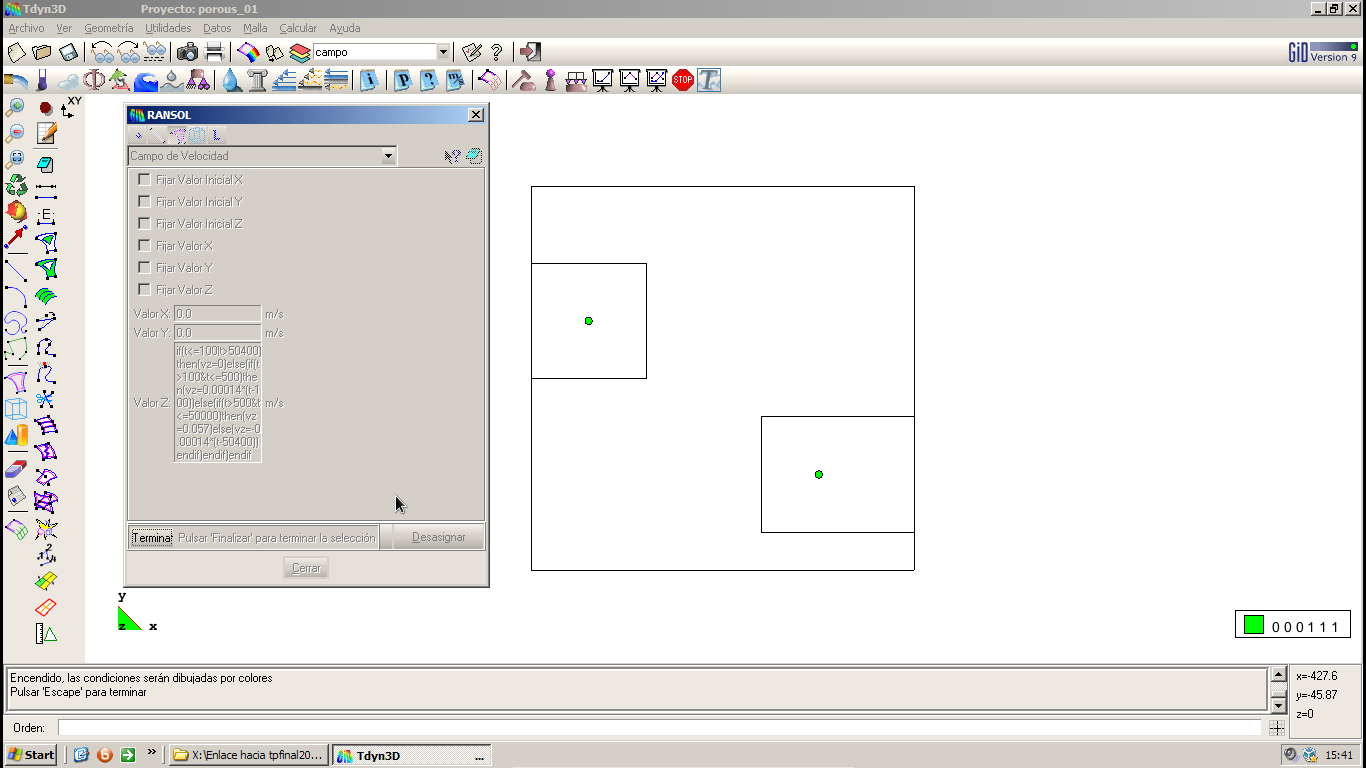 Tdyn3D Proyecto: porous_01
Archivo Ver Geometría Utilidades Datos Malla Calcular Ayuda
campo
GiD Version 9
XY
RANSOL
Campo de Velocidad
Fijar Valor Inicial X
Fijar Valor Inicial Y
Fijar Valor Inicial Z
Fijar Valor X
Fijar Valor Y
Fijar Valor Z
Valor X: 0.0 m/s
Valor Y: 0.0 m/s
if(t<=100|t>50400)
then(vz=0)else(if(t
>100&t<=500)the
n(vz=0.00014*(t-1
Valor Z: 00))else(if(t>500&t m/s
<=50000)then(vz
=0.057)else(vz=-0
.00014*(t-50400))
endif)endif)endif
Termina Pulsar 'Finalizar' para terminar la selección Desasignar
Cerrar
y
z x
0 0 0 1 1 1
Encendido, las condiciones serán dibujadas por colores
Pulsar 'Escape' para terminar
x=-427.6
y=-45.87
z=0
Orden:
Start X:\Enlace hacia tpfinal20... Tdyn3D ... 15:41